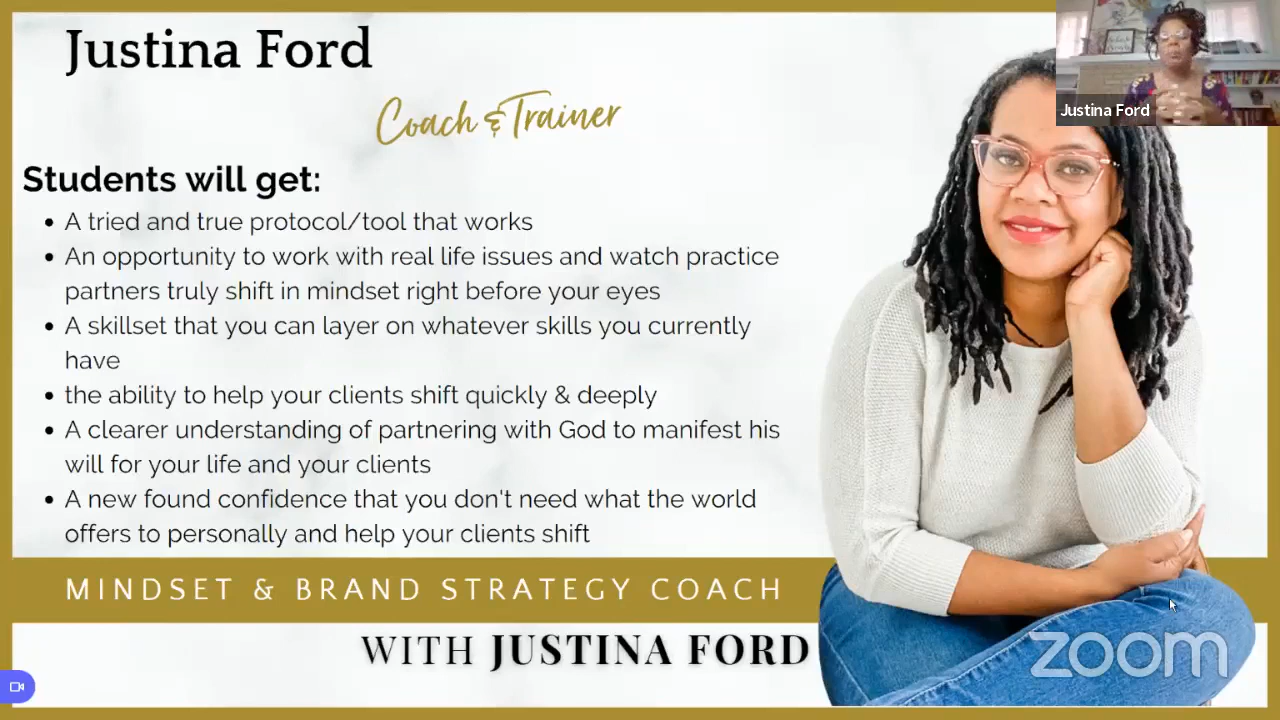 Justina Ford
Coach & Trainer
Students will get:
• A tried and true protocol/tool that works
• An opportunity to work with real life issues and watch practice
partners truly shift in mindset right before your eyes
• A skillset that you can layer on whatever skills you currently
have
• the ability to help your clients shift quickly & deeply
• A clearer understanding of partnering with God to manifest his
will for your life and your clients
• A new found confidence that you don't need what the world
offers to personally and help your clients shift
MINDSET & BRAND STRATEGY COACH
WITH JUSTINA FORD
Justina Ford
zoom